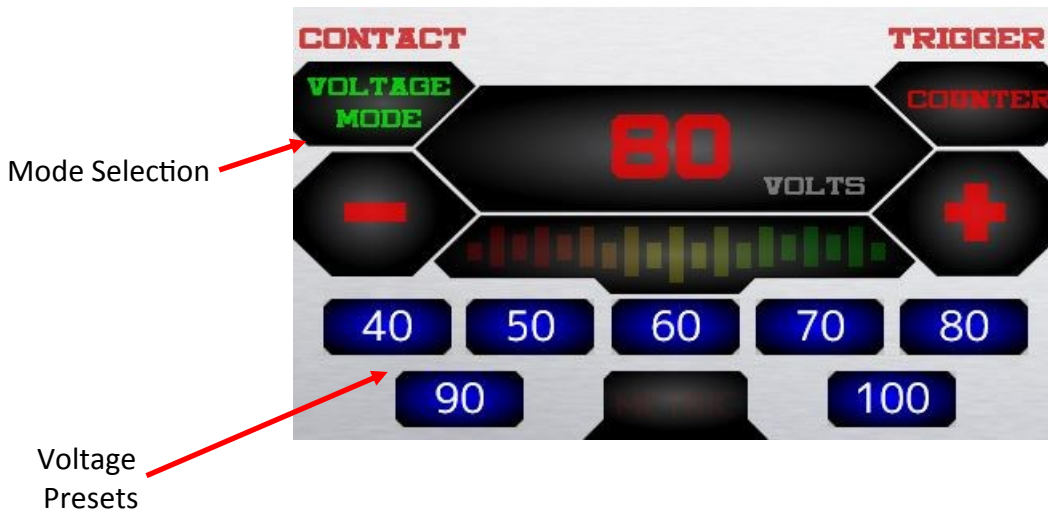 CONTACT
TRIGGER
VOLTAGE
MODE
COUNTER
80
VOLTS
Mode Selection
-
+
40 50 60 70 80
90 100
Voltage
Presets